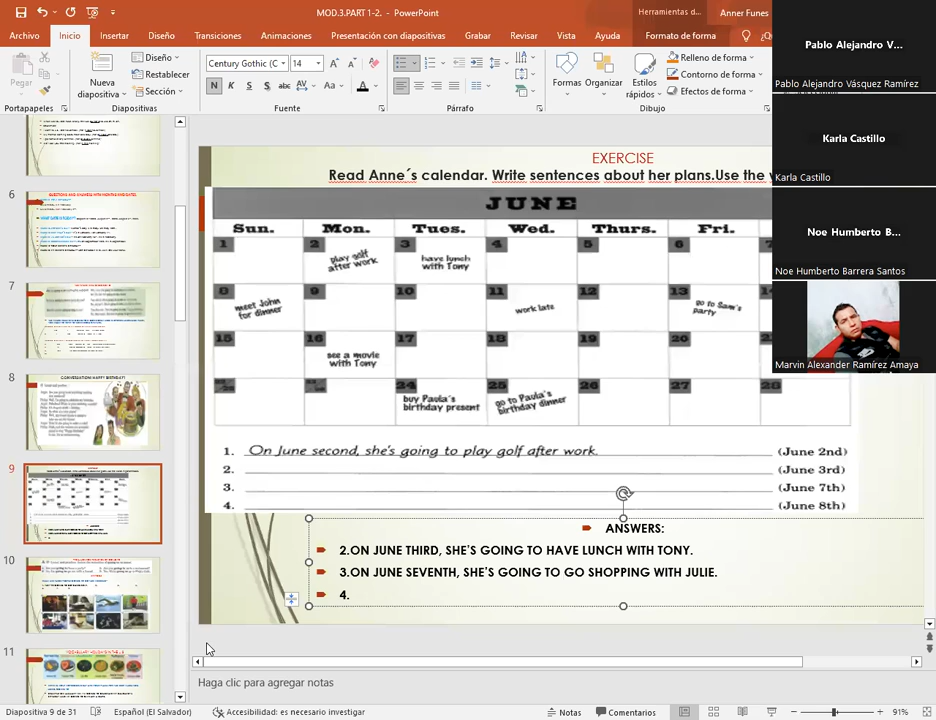 MOD.3.PART 1-2. - PowerPoint
Herramientas d...
Anner Funes
Archivo Inicio Insertar Diseño Transiciones Animaciones Presentación con diapositivas Grabar Revisar Vista Ayuda Formato de forma
Pegar
Nueva diapositiva
Diseño
Restablecer
Sección
Century Gothic (C
14
N K S S abc AV Aa A
Formas
Organizar
Estilos rápidos
Relleno de forma
Contorno de forma
Efectos de forma
Portapapeles
Diapositivas
Fuente
Párrafo
Dibujo
Pablo Alejandro V...
Pablo Alejandro Vásquez Ramírez
Karla Castillo
Karla Castillo
Noe Humberto B...
Noe Humberto Barrera Santos
Marvin Alexander Ramírez Amaya
6
7
8
9
10
11
EXERCISE
Read Anne´s calendar. Write sentences about her plans.Use the
JUNE
Sun. Mon. Tues. Wed. Thurs. Fri.
1 2 3 4 5 6 7
play golf after work
have lunch with Tony
8 9 10 11 12 13 14
meet John for dinner
work late
go to Sam's party
15 16 17 18 19 20
see a movie with Tony
24 25 26 27 28
buy Paula's birthday present
go to Paula's birthday dinner
1. On June second, she's going to play golf after work. (June 2nd)
2. (June 3rd)
3. (June 7th)
4. (June 8th)
ANSWERS:
2.ON JUNE THIRD, SHE'S GOING TO HAVE LUNCH WITH TONY.
3.ON JUNE SEVENTH, SHE'S GOING TO GO SHOPPING WITH JULIE.
4.
Haga clic para agregar notas
Diapositiva 9 de 31
Español (El Salvador)
Accesibilidad: es necesario investigar
Notas
Comentarios
91%